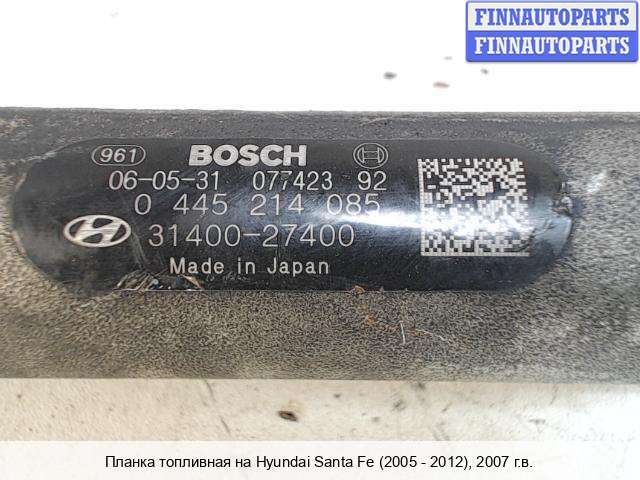 FINNAUTOPARTS
FINNAUTOPARTS
961 BOSCH
06-05-31 077423 92
0 445 214 085
31400-27400
Made in Japan
Планка топливная на Hyundai Santa Fe (2005 - 2012), 2007 г.в.